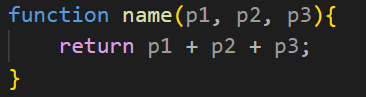 function name(p1, p2, p3){
    return p1 + p2 + p3;
}